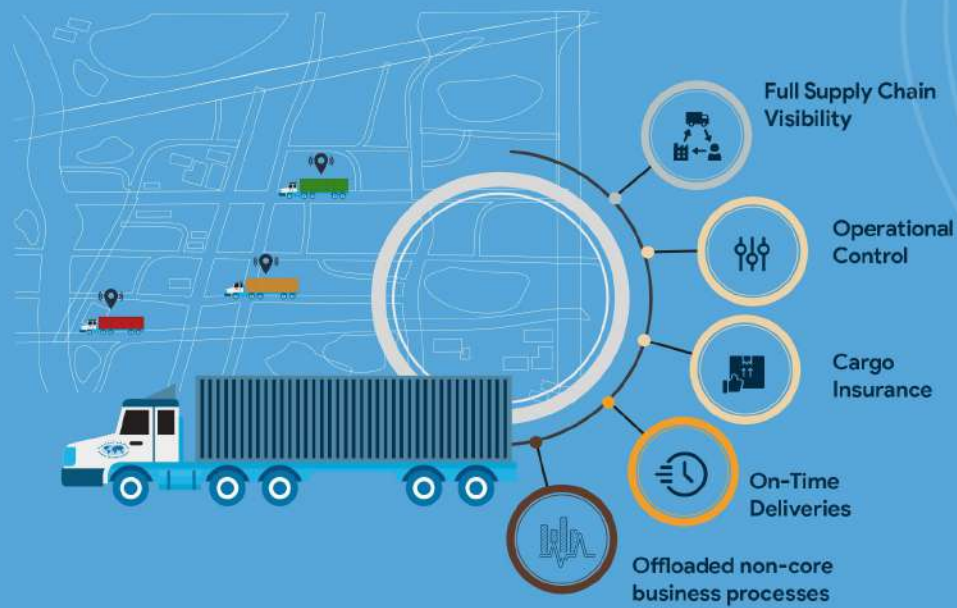 Full Supply Chain
Visibility
Operational
Control
Cargo
Insurance
On-Time
Deliveries
Offloaded non-core
business processes